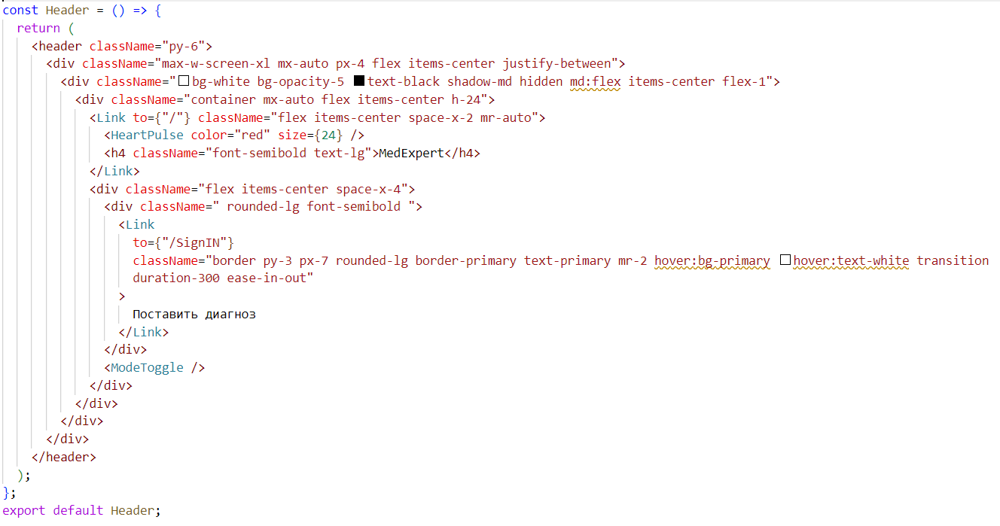 const Header = () => {
  return (
    <header className="py-6">
      <div className="max-w-screen-xl mx-auto px-4 flex items-center justify-between">
        <div className="bg-white bg-opacity-5 text-black shadow-md hidden md:flex items-center flex-1">
          <div className="container mx-auto flex items-center h-24">
            <Link to={"/"} className="flex items-center space-x-2 mr-auto">
              <HeartPulse color="red" size={24} />
              <h4 className="font-semibold text-lg">MedExpert</h4>
            </Link>
            <div className="flex items-center space-x-4">
              <div className=" rounded-lg font-semibold ">
                <Link
                  to={"/SignIN"}
                  className="border py-3 px-7 rounded-lg border-primary text-primary mr-2 hover:bg-primary hover:text-white transition
                  duration-300 ease-in-out"
                >
                  Поставить диагноз
                </Link>
              </div>
              <ModeToggle />
            </div>
          </div>
        </div>
      </div>
    </header>
  );
};
export default Header;